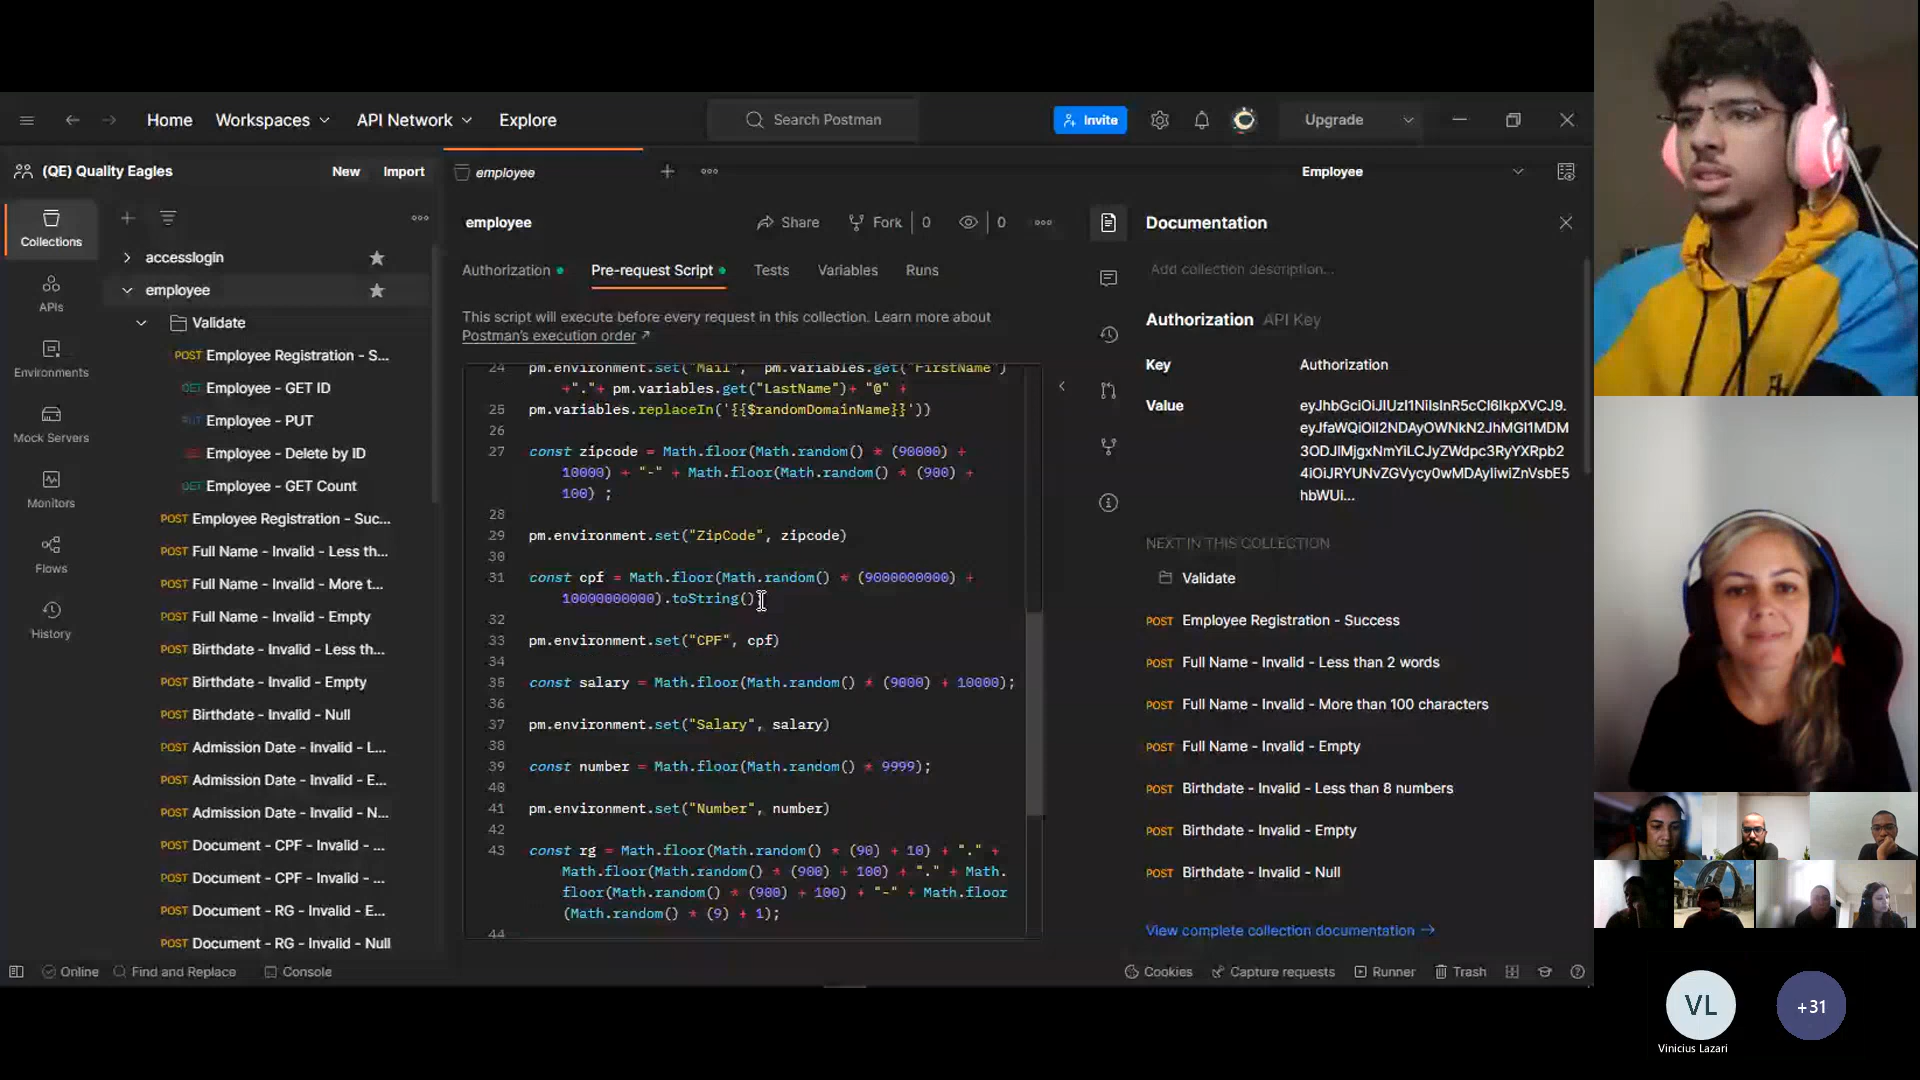 Home Workspaces API Network Explore Search Postman Invite Upgrade
(QE) Quality Eagles New Import
Collections
APIs
Environments
Mock Servers
Monitors
Flows
History
accesslogin
employee
Validate
POST Employee Registration - S...
GET Employee - GET ID
PUT Employee - PUT
Employee - Delete by ID
GET Employee - GET Count
POST Employee Registration - Suc...
POST Full Name - Invalid - Less th...
POST Full Name - Invalid - More t...
POST Full Name - Invalid - Empty
POST Birthdate - Invalid - Less th...
POST Birthdate - Invalid - Empty
POST Birthdate - Invalid - Null
POST Admission Date - Invalid - L...
POST Admission Date - Invalid - E...
POST Admission Date - Invalid - N...
POST Document - CPF - Invalid - ...
POST Document - CPF - Invalid - ...
POST Document - RG - Invalid - E...
POST Document - RG - Invalid - Null
employee
Employee
employee Share Fork 0 0
Authorization Pre-request Script Tests Variables Runs
This script will execute before every request in this collection. Learn more about
Postman's execution order
24 pm.environment.set("Mail", pm.variables.get("FirstName")
+"."+ pm.variables.get("LastName")+ "@" +
25 pm.variables.replaceIn('{{$randomDomainName}}'))
26
27 const zipcode = Math.floor(Math.random() * (90000) +
10000) + "-" + Math.floor(Math.random() * (900) +
100) ;
28
29 pm.environment.set("ZipCode", zipcode)
30
31 const cpf = Math.floor(Math.random() * (9000000000) +
10000000000).toString()
32
33 pm.environment.set("CPF", cpf)
34
35 const salary = Math.floor(Math.random() * (9000) + 10000);
36
37 pm.environment.set("Salary", salary)
38
39 const number = Math.floor(Math.random() * 9999);
40
41 pm.environment.set("Number", number)
42
43 const rg = Math.floor(Math.random() * (90) + 10) + "." +
Math.floor(Math.random() * (900) + 100) + "." + Math.
floor(Math.random() * (900) + 100) + "-" + Math.floor
(Math.random() * (9) + 1);
44
Documentation
Add collection description...
Authorization API Key
Key Authorization
Value
NEXT IN THIS COLLECTION
Validate
POST Employee Registration - Success
POST Full Name - Invalid - Less than 2 words
POST Full Name - Invalid - More than 100 characters
POST Full Name - Invalid - Empty
POST Birthdate - Invalid - Less than 8 numbers
POST Birthdate - Invalid - Empty
POST Birthdate - Invalid - Null
View complete collection documentation
Online Find and Replace Console Cookies Capture requests Runner Trash
VL
+31
Vinicius Lazari